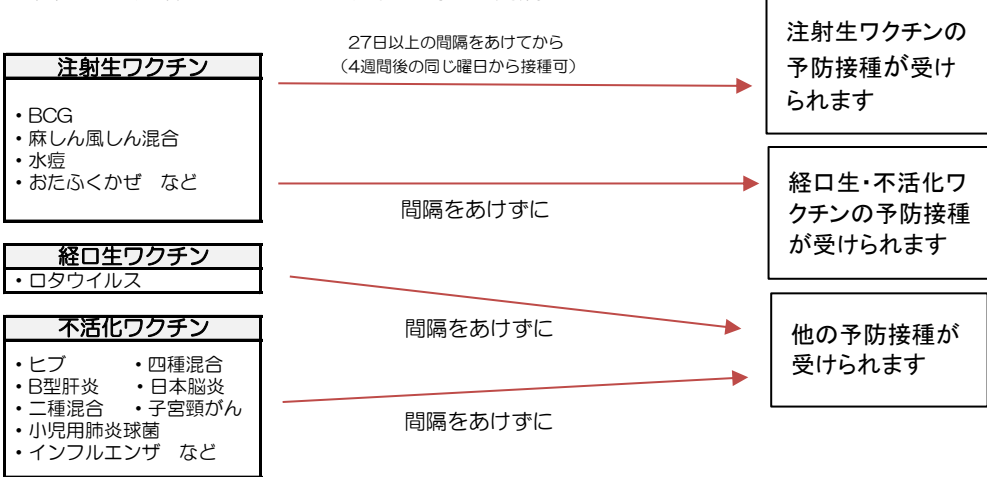 27日以上の間隔をあけてから
(4週間後の同じ曜日から接種可)
注射生ワクチン
・BCG
・麻しん風しん混合
・水痘
・おたふくかぜ など
注射生ワクチンの
予防接種が受け
られます
間隔をあけずに
経口生・不活化ワ
クチンの予防接種
が受けられます
経口生ワクチン
・ロタウイルス
間隔をあけずに
他の予防接種が
受けられます
不活化ワクチン
・ヒブ ・四種混合
・B型肝炎 ・日本脳炎
・二種混合 ・子宮頸がん
・小児用肺炎球菌
・インフルエンザ など
間隔をあけずに